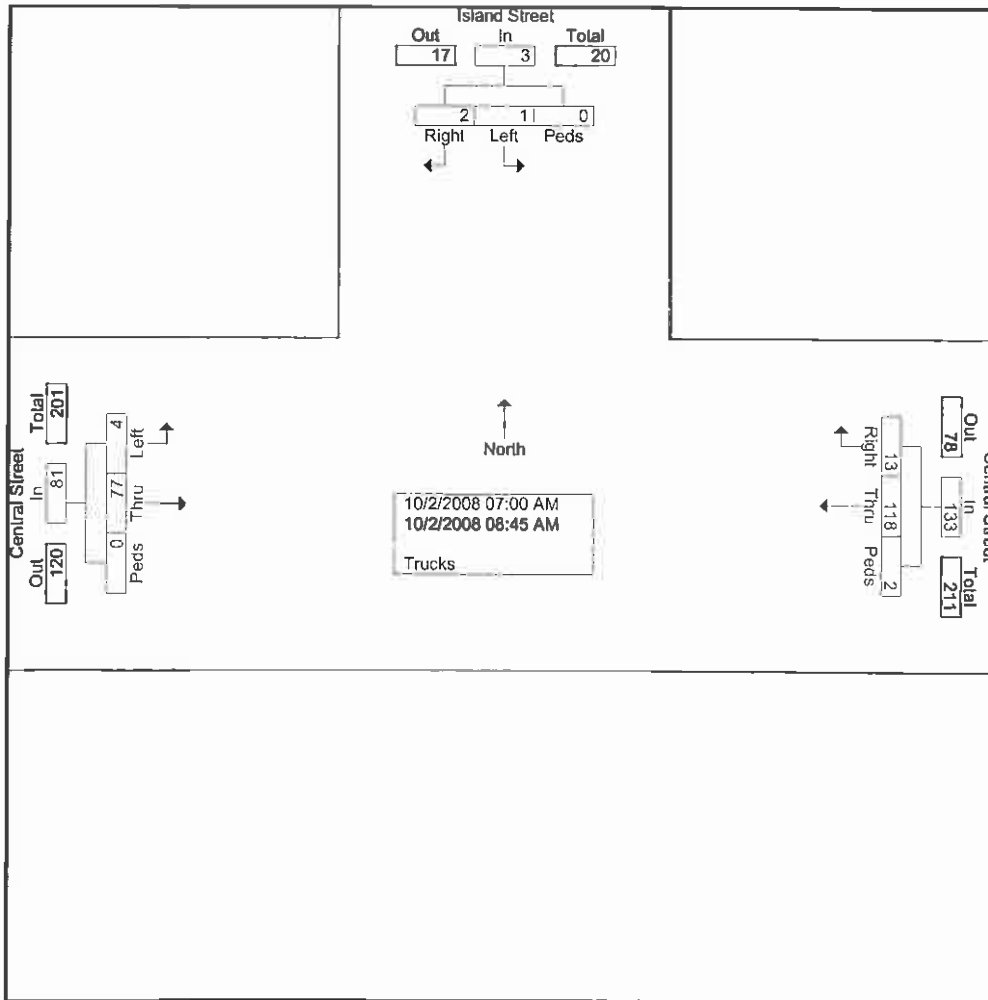 Island Street
Out In Total
17 3 20
2 1 0
Right Left Peds
Central Street
Total In Out
201 81 120
4 77 0
Left Thru Peds
North
10/2/2008 07:00 AM
10/2/2008 08:45 AM
Trucks
Right Thru Peds
13 118 2
Out In Total
78 133 211